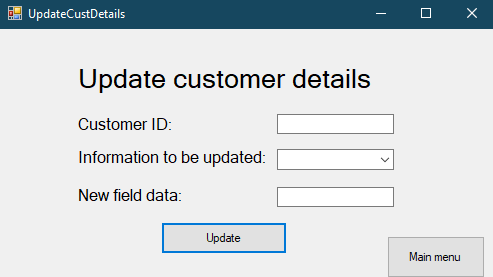 UpdateCustDetails
Update customer details
Customer ID:
Information to be updated:
New field data:
Update
Main menu